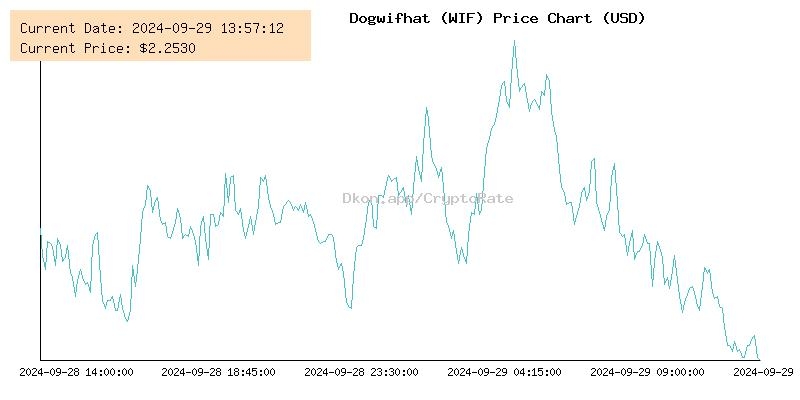 Dogwifhat (WIF) Price Chart (USD)
Current Date: 2024-09-29 13:57:12
Current Price: $2.2530
Dkon.app/CryptoRate
2024-09-28 14:00:00 2024-09-28 18:45:00 2024-09-28 23:30:00 2024-09-29 04:15:00 2024-09-29 09:00:00 2024-09-29